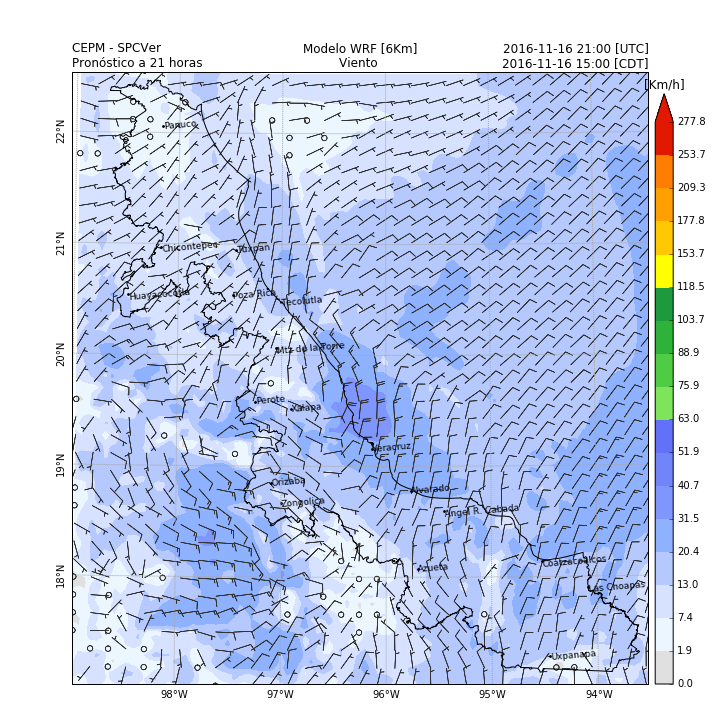 CEPM - SPCVer
Modelo WRF [6Km]
2016-11-16 21:00 [UTC]
Pronóstico a 21 horas
Viento
2016-11-16 15:00 [CDT]
[Km/h]
277.8
253.7
209.3
177.8
153.7
118.5
103.7
88.9
75.9
63.0
51.9
40.7
31.5
20.4
13.0
7.4
1.9
0.0
22°N
21°N
20°N
19°N
18°N
98°W
97°W
96°W
95°W
94°W
Panuco
Chicontepec
Tuxpan
Huayacocotla
Poza Rica
Tecolutla
Mtz de la Torre
Perote
Xalapa
Veracruz
Orizaba
Alvarado
Zongolica
Angel R. Cabada
Azueta
Coatzacoalcos
Las Choapas
Uxpanapa